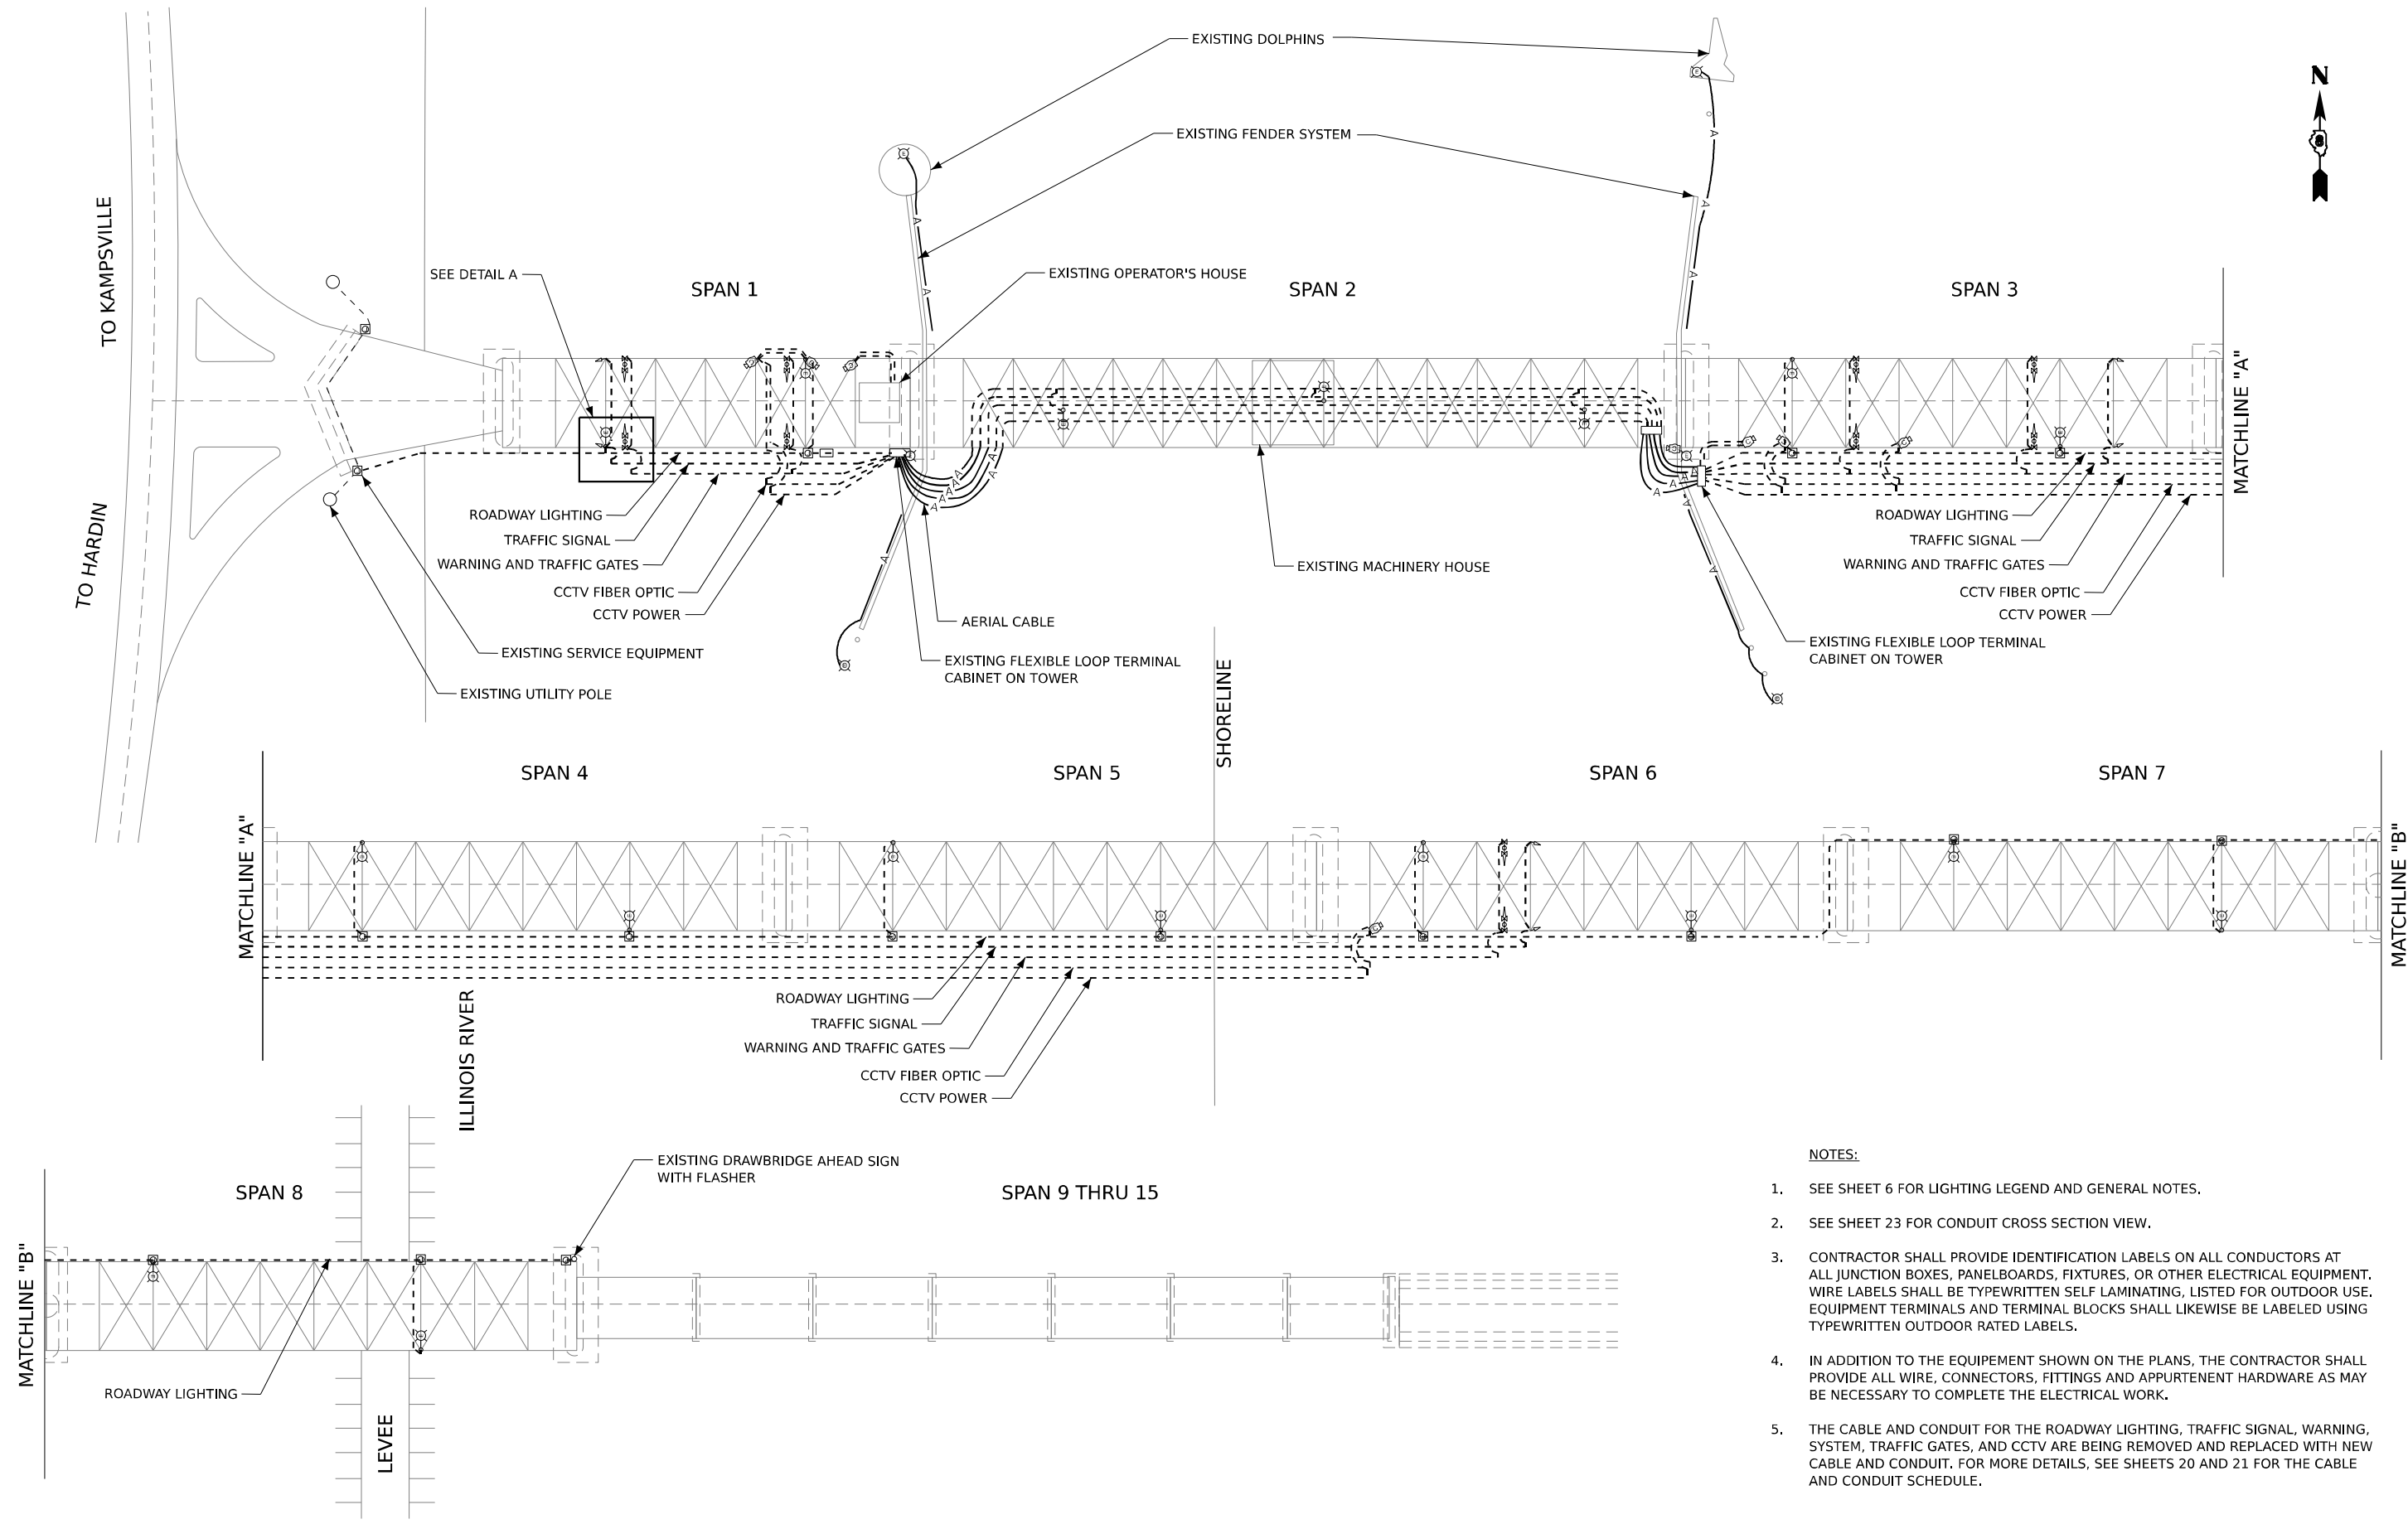 EXISTING DOLPHINS
N
EXISTING FENDER SYSTEM
TO KAMPSVILLE
SEE DETAIL A
EXISTING OPERATOR'S HOUSE
SPAN 1
SPAN 2
SPAN 3
MATCHLINE "A"
TO HARDIN
ROADWAY LIGHTING
TRAFFIC SIGNAL
WARNING AND TRAFFIC GATES
CCTV FIBER OPTIC
CCTV POWER
EXISTING SERVICE EQUIPMENT
EXISTING UTILITY POLE
AERIAL CABLE
EXISTING FLEXIBLE LOOP TERMINAL
CABINET ON TOWER
EXISTING MACHINERY HOUSE
ROADWAY LIGHTING
TRAFFIC SIGNAL
WARNING AND TRAFFIC GATES
CCTV FIBER OPTIC
CCTV POWER
EXISTING FLEXIBLE LOOP TERMINAL
CABINET ON TOWER
SHORELINE
SPAN 4
SPAN 5
SPAN 6
SPAN 7
MATCHLINE "A"
MATCHLINE "B"
ILLINOIS RIVER
ROADWAY LIGHTING
TRAFFIC SIGNAL
WARNING AND TRAFFIC GATES
CCTV FIBER OPTIC
CCTV POWER
EXISTING DRAWBRIDGE AHEAD SIGN
WITH FLASHER
SPAN 8
SPAN 9 THRU 15
MATCHLINE "B"
ROADWAY LIGHTING
LEVEE
NOTES:
1. SEE SHEET 6 FOR LIGHTING LEGEND AND GENERAL NOTES.
2. SEE SHEET 23 FOR CONDUIT CROSS SECTION VIEW.
3. CONTRACTOR SHALL PROVIDE IDENTIFICATION LABELS ON ALL CONDUCTORS AT
ALL JUNCTION BOXES, PANELBOARDS, FIXTURES, OR OTHER ELECTRICAL EQUIPMENT.
WIRE LABELS SHALL BE TYPEWRITTEN SELF LAMINATING, LISTED FOR OUTDOOR USE.
EQUIPMENT TERMINALS AND TERMINAL BLOCKS SHALL LIKEWISE BE LABELED USING
TYPEWRITTEN OUTDOOR RATED LABELS.
4. IN ADDITION TO THE EQUIPEMENT SHOWN ON THE PLANS, THE CONTRACTOR SHALL
PROVIDE ALL WIRE, CONNECTORS, FITTINGS AND APPURTENENT HARDWARE AS MAY
BE NECESSARY TO COMPLETE THE ELECTRICAL WORK.
5. THE CABLE AND CONDUIT FOR THE ROADWAY LIGHTING, TRAFFIC SIGNAL, WARNING,
SYSTEM, TRAFFIC GATES, AND CCTV ARE BEING REMOVED AND REPLACED WITH NEW
CABLE AND CONDUIT. FOR MORE DETAILS, SEE SHEETS 20 AND 21 FOR THE CABLE
AND CONDUIT SCHEDULE.